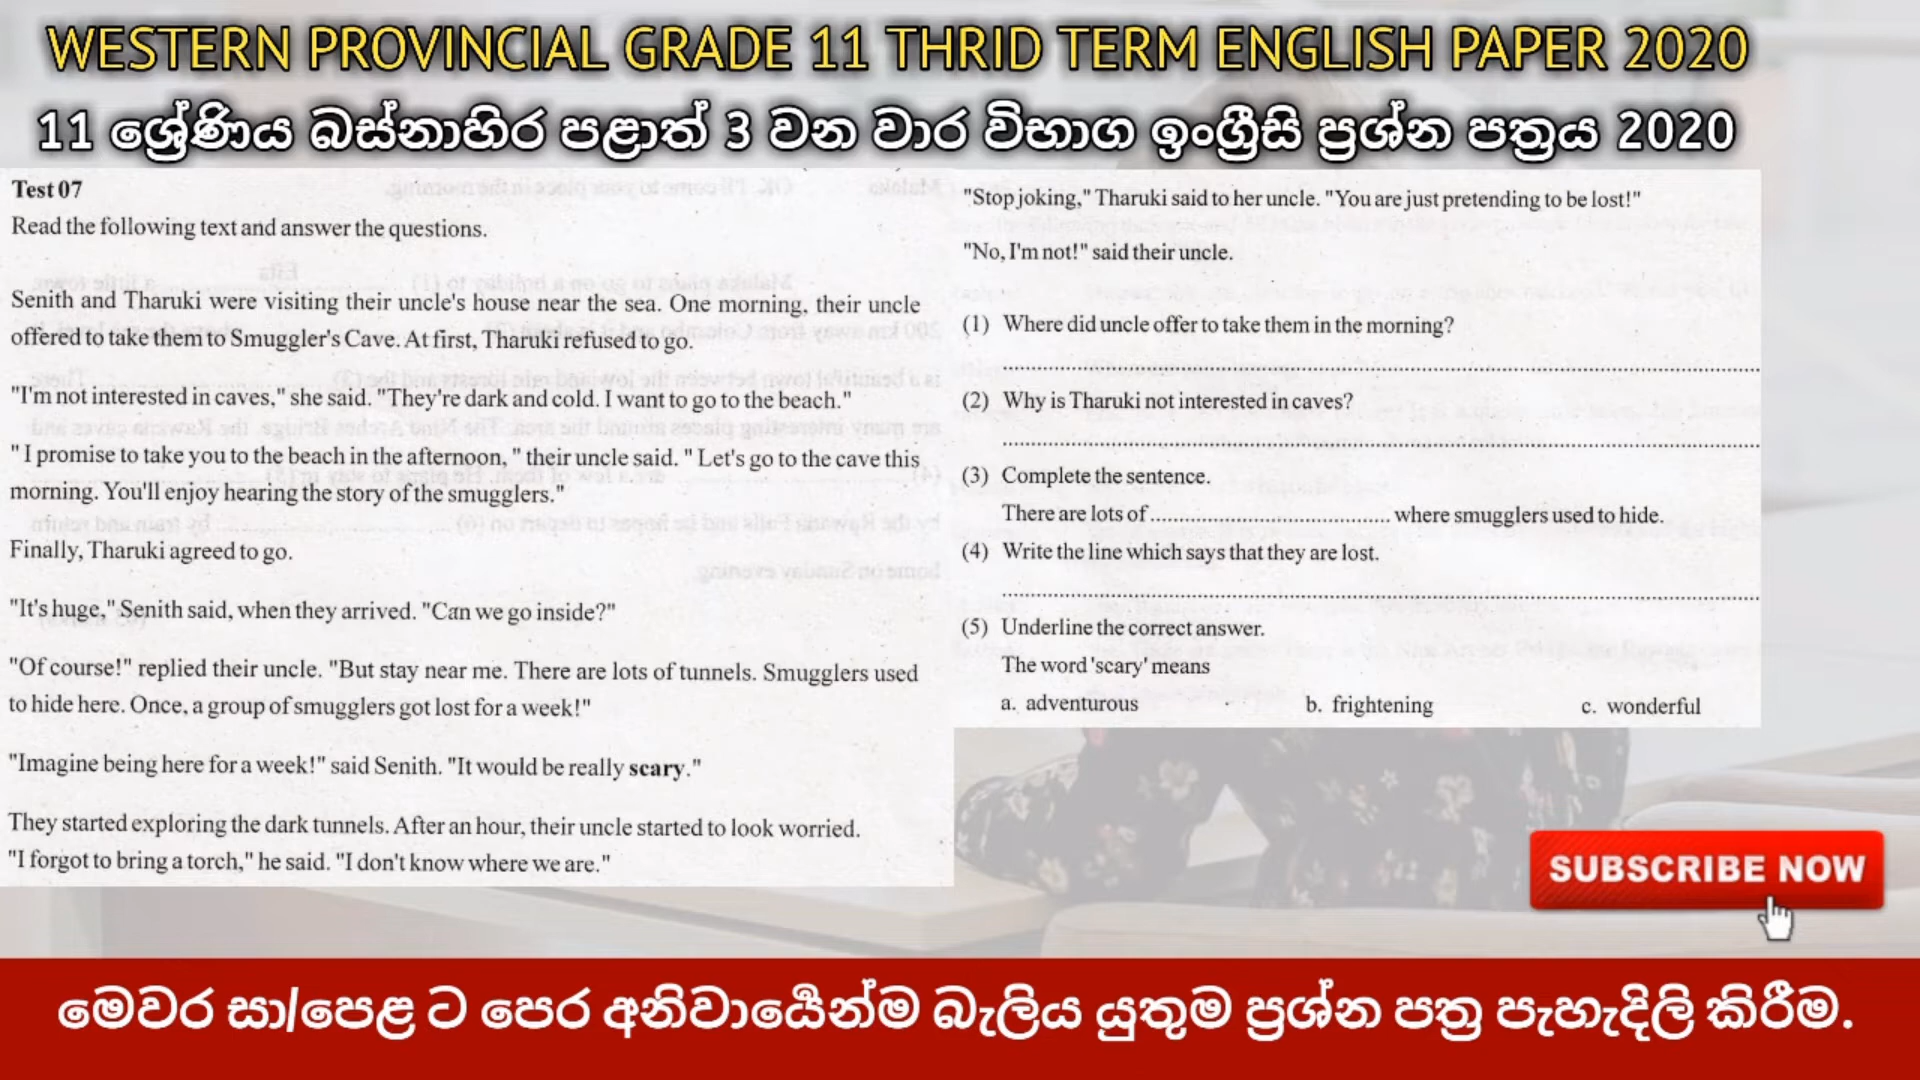 WESTERN PROVINCIAL GRADE 11 THRID TERM ENGLISH PAPER 2020
11 ශ්‍රේණිය බස්නාහිර පළාත් 3 වන වාර විභාග ඉංග්‍රීසි ප්‍රශ්න පත්‍රය 2020
Test 07
Read the following text and answer the questions.
Senith and Tharuki were visiting their uncle's house near the sea. One morning, their uncle
offered to take them to Smuggler's Cave. At first, Tharuki refused to go.
"I'm not interested in caves," she said. "They're dark and cold. I want to go to the beach."
" I promise to take you to the beach in the afternoon, " their uncle said. " Let's go to the cave this
morning. You'll enjoy hearing the story of the smugglers."
Finally, Tharuki agreed to go.
"It's huge," Senith said, when they arrived. "Can we go inside?"
"Of course!" replied their uncle. "But stay near me. There are lots of tunnels. Smugglers used
to hide here. Once, a group of smugglers got lost for a week!"
"Imagine being here for a week!" said Senith. "It would be really scary."
They started exploring the dark tunnels. After an hour, their uncle started to look worried.
"I forgot to bring a torch," he said. "I don't know where we are."
"Stop joking," Tharuki said to her uncle. "You are just pretending to be lost!"
"No, I'm not!" said their uncle.
(1) Where did uncle offer to take them in the morning?
(2) Why is Tharuki not interested in caves?
(3) Complete the sentence.
There are lots of ........................................ where smugglers used to hide.
(4) Write the line which says that they are lost.
(5) Underline the correct answer.
The word 'scary' means
a. adventurous b. frightening c. wonderful
SUBSCRIBE NOW
මෙවර සා/පෙළ ට පෙර අනිවාර්යෙන්ම බැලිය යුතුම ප්‍රශ්න පත්‍ර පැහැදිලි කිරීම.